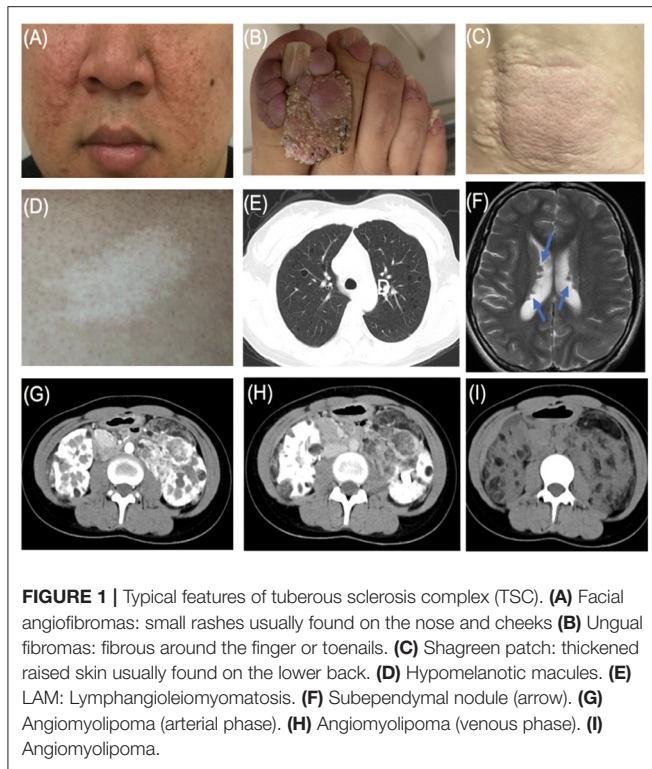 (A)
(B)
(C)
(D)
(E)
(F)
(G)
(H)
(I)
FIGURE 1 | Typical features of tuberous sclerosis complex (TSC). (A) Facial
angiofibromas: small rashes usually found on the nose and cheeks (B) Ungual
fibromas: fibrous around the finger or toenails. (C) Shagreen patch: thickened
raised skin usually found on the lower back. (D) Hypomelanotic macules. (E)
LAM: Lymphangioleiomyomatosis. (F) Subependymal nodule (arrow). (G)
Angiomyolipoma (arterial phase). (H) Angiomyolipoma (venous phase). (I)
Angiomyolipoma.